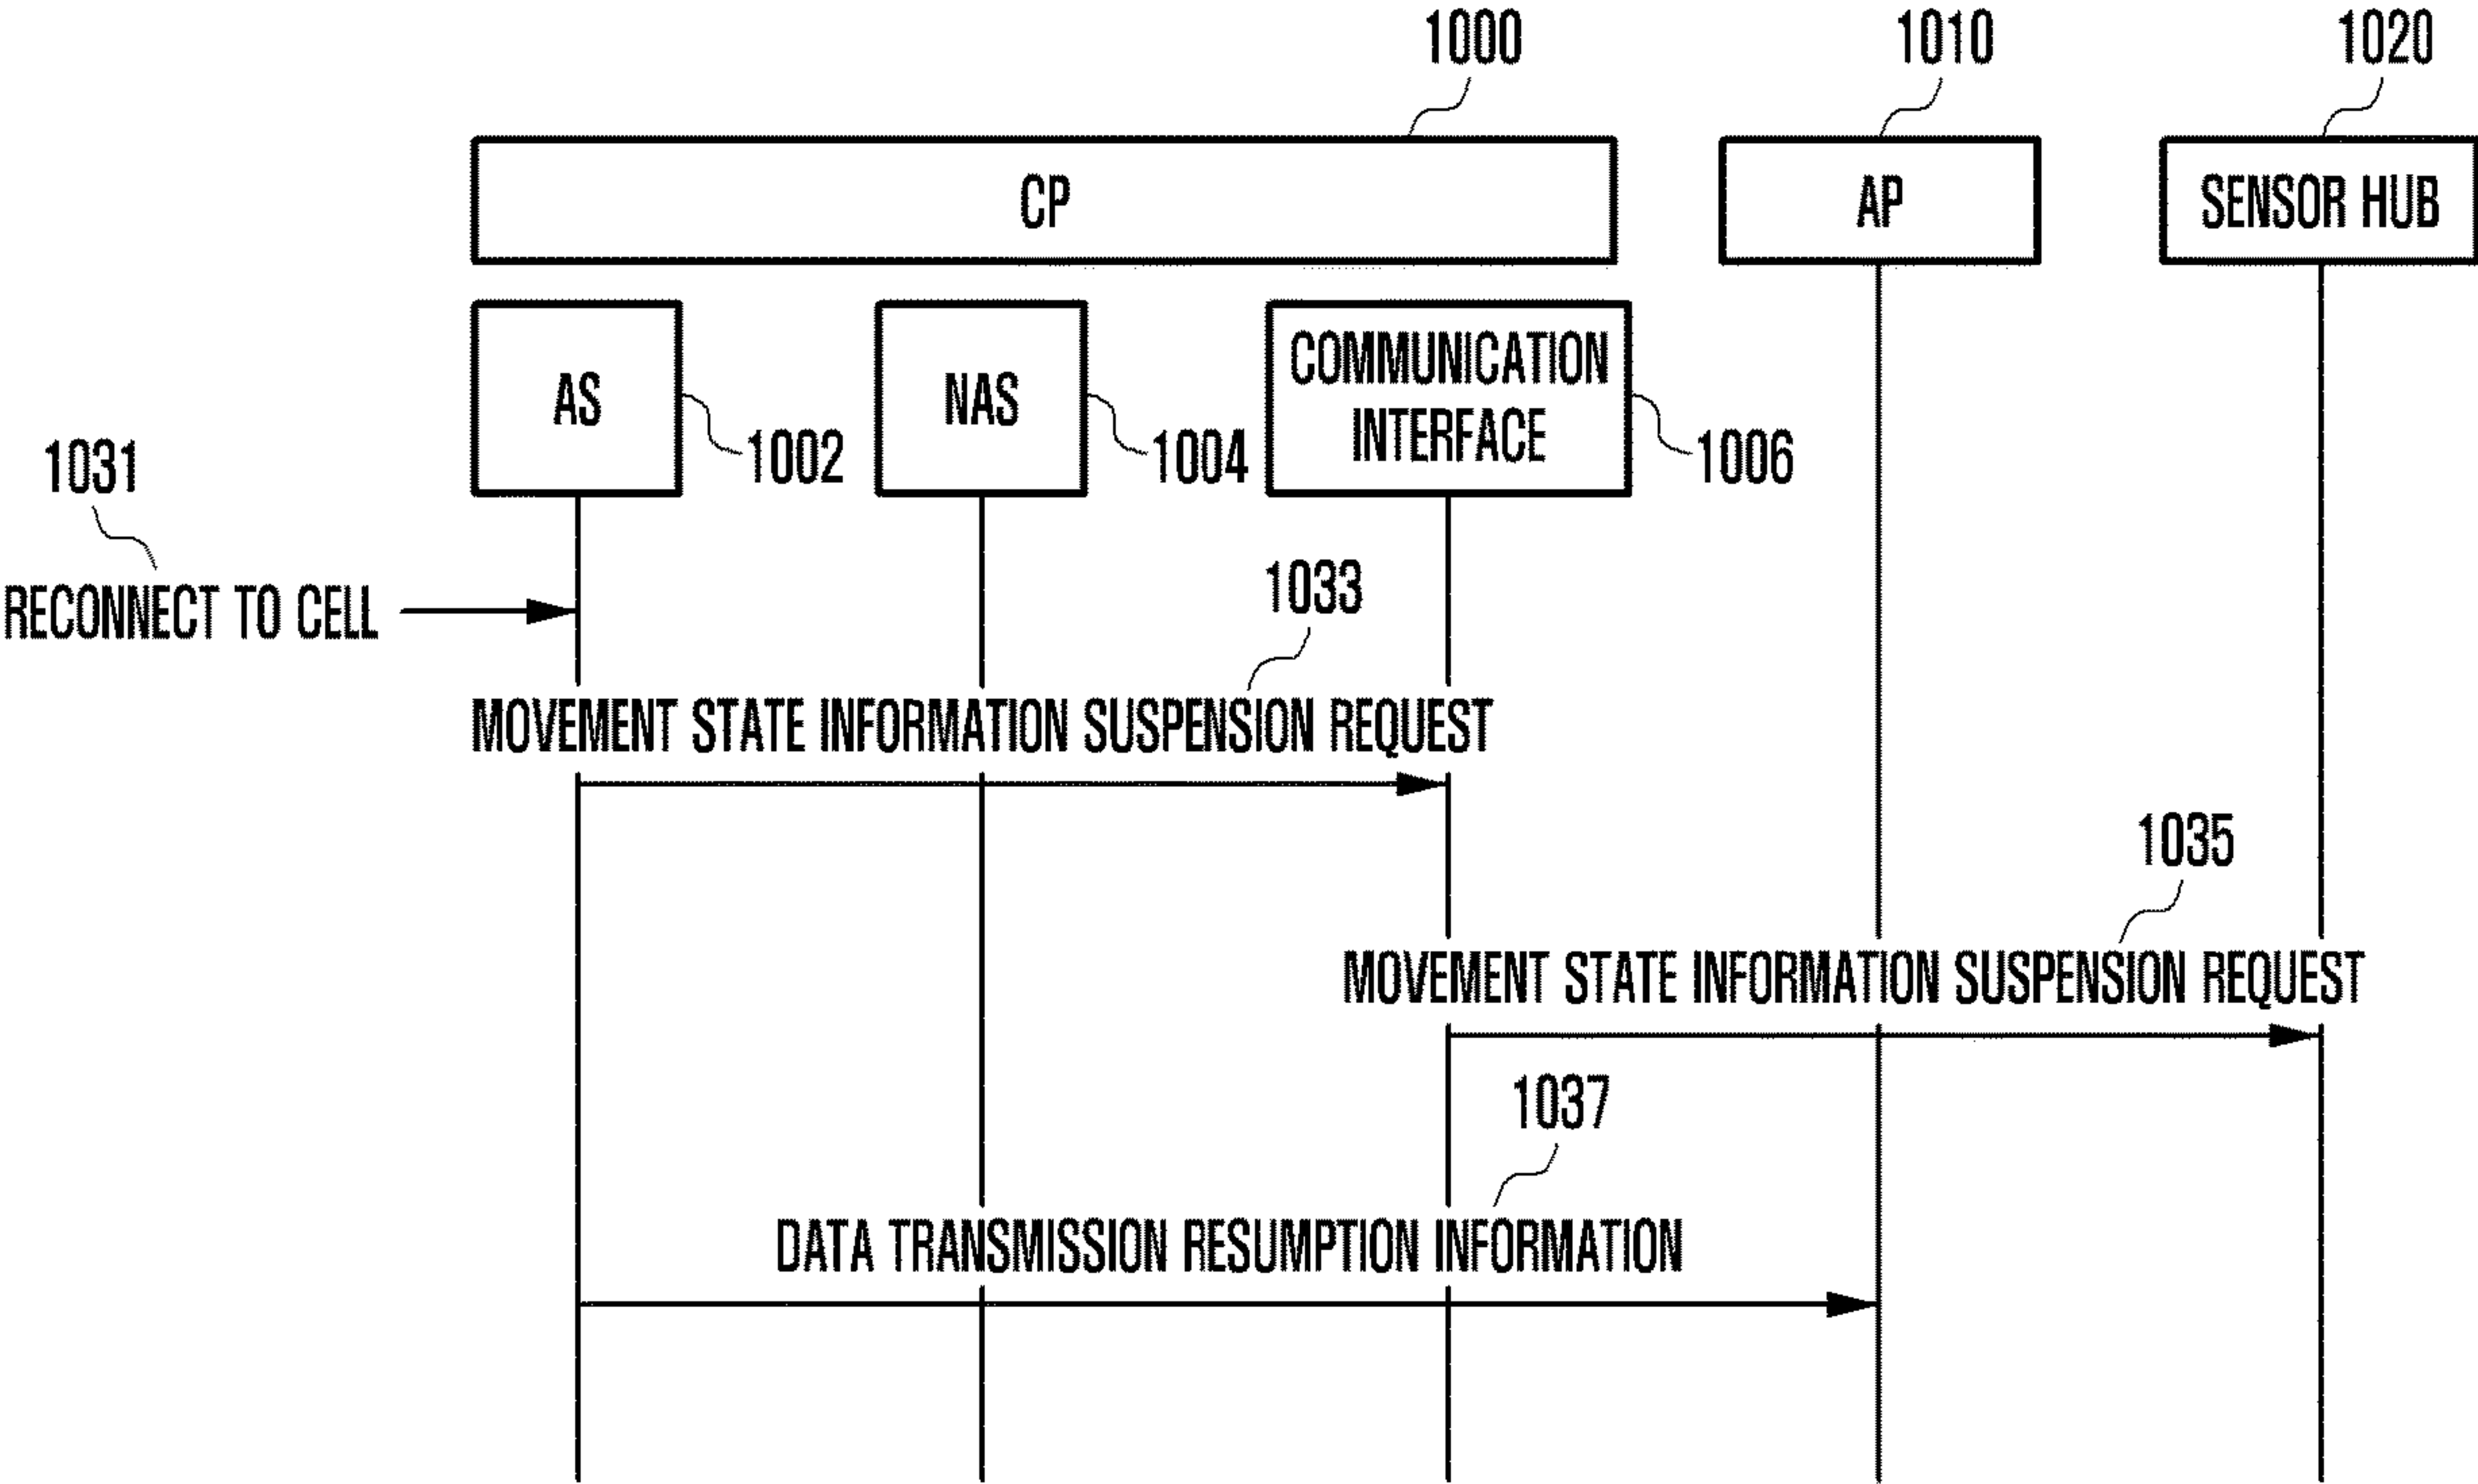 1000
1010
1020
CP
AP
SENSOR HUB
AS
NAS
COMMUNICATION
INTERFACE
1002
1004
1006
1031
RECONNECT TO CELL
1033
MOVEMENT STATE INFORMATION SUSPENSION REQUEST
1035
MOVEMENT STATE INFORMATION SUSPENSION REQUEST
1037
DATA TRANSMISSION RESUMPTION INFORMATION